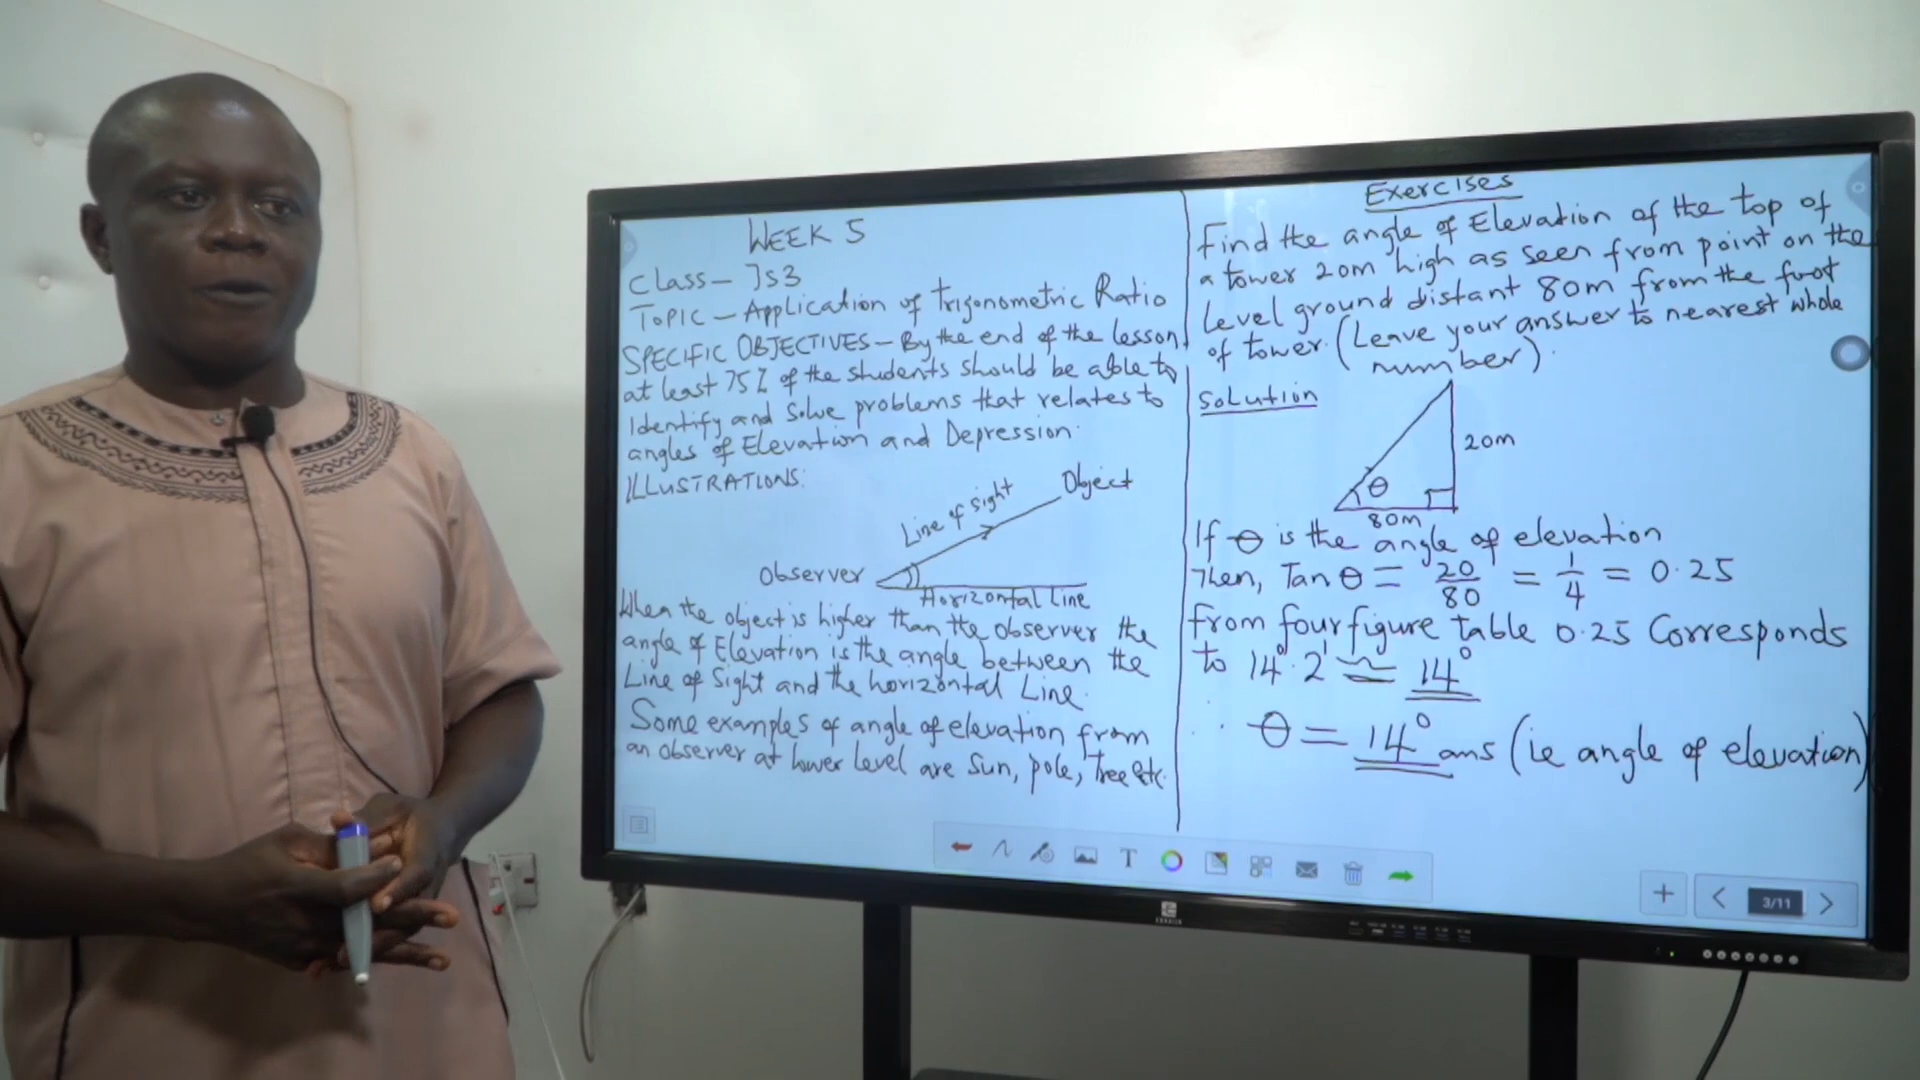 WEEK 5
Class - Js3
TOPIC - Application of Trigonometric Ratio
SPECIFIC OBJECTIVES - By the end of the lesson
at least 75% of the students should be able to
Identify and Solve problems that relates to
angles of Elevation and Depression.
ILLUSTRATIONS:
Object
Line of Sight
Observer
Horizontal Line
When the object is higher than the observer the
angle of Elevation is the angle between the
Line of Sight and the horizontal Line.
Some examples of angle of elevation from
an observer at lower level are Sun, pole, Tree etc.
Exercises
Find the angle of Elevation of the top of
a tower 20m high as seen from point on the
Level ground distant 80m from the foot
of tower. (Leave your answer to nearest whole
number).
Solution
20m
θ
80m
If θ is the angle of elevation
Then, Tan θ = 20/80 = 1/4 = 0.25
From four figure table 0.25 Corresponds
to 14°.2' ≃ 14°
θ = 14° ans (ie angle of elevation)
T
3/11